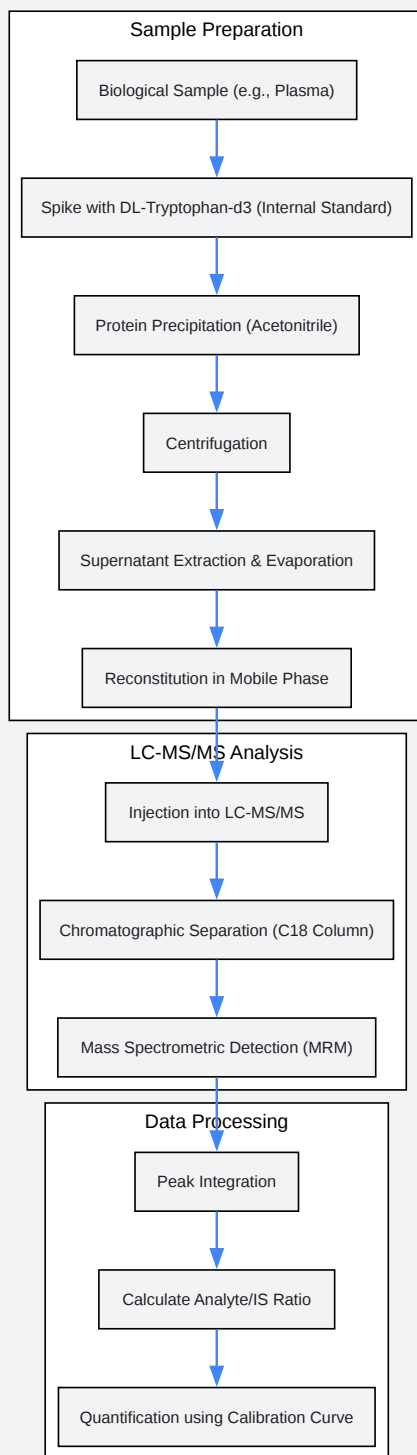 Sample Preparation
Biological Sample (e.g., Plasma)
Spike with DL-Tryptophan-d3 (Internal Standard)
Protein Precipitation (Acetonitrile)
Centrifugation
Supernatant Extraction & Evaporation
Reconstitution in Mobile Phase
LC-MS/MS Analysis
Injection into LC-MS/MS
Chromatographic Separation (C18 Column)
Mass Spectrometric Detection (MRM)
Data Processing
Peak Integration
Calculate Analyte/IS Ratio
Quantification using Calibration Curve